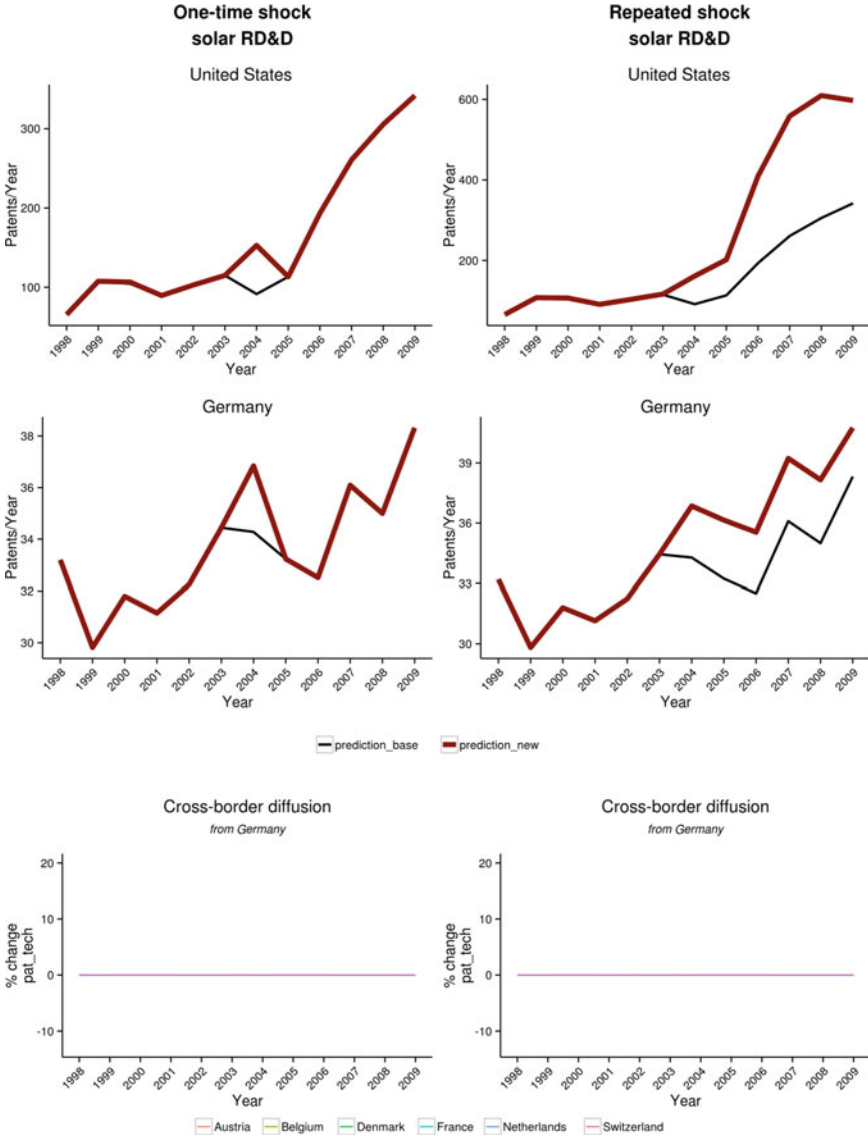 One-time shock
solar RD&D
Repeated shock
solar RD&D
United States
Patents/Year
300
200
100
1998 1999 2000 2001 2002 2003 2004 2005 2006 2007 2008 2009
Year
United States
Patents/Year
600
400
200
1998 1999 2000 2001 2002 2003 2004 2005 2006 2007 2008 2009
Year
Germany
Patents/Year
38
36
34
32
30
1998 1999 2000 2001 2002 2003 2004 2005 2006 2007 2008 2009
Year
Germany
Patents/Year
39
36
33
30
1998 1999 2000 2001 2002 2003 2004 2005 2006 2007 2008 2009
Year
prediction_base prediction_new
Cross-border diffusion
from Germany
% change
pat_tech
20
10
0
-10
1998 1999 2000 2001 2002 2003 2004 2005 2006 2007 2008 2009
Year
Cross-border diffusion
from Germany
% change
pat_tech
20
10
0
-10
1998 1999 2000 2001 2002 2003 2004 2005 2006 2007 2008 2009
Year
Austria Belgium Denmark France Netherlands Switzerland